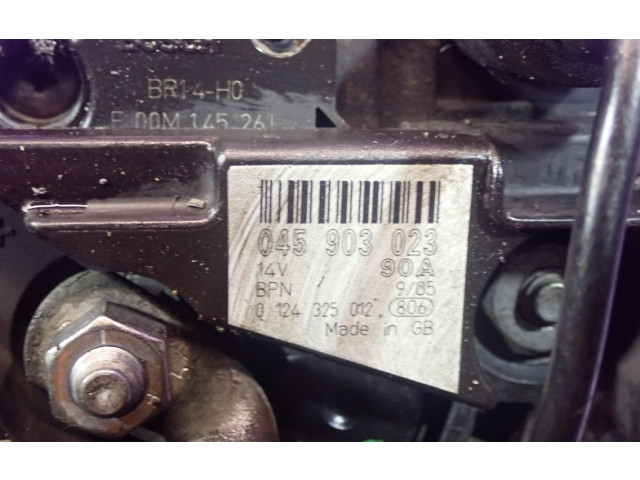 BR14-H0
F 00M 145 261
045 903 023
14V 90A
BPN 9/85
0 124 325 012 806
Made in GB